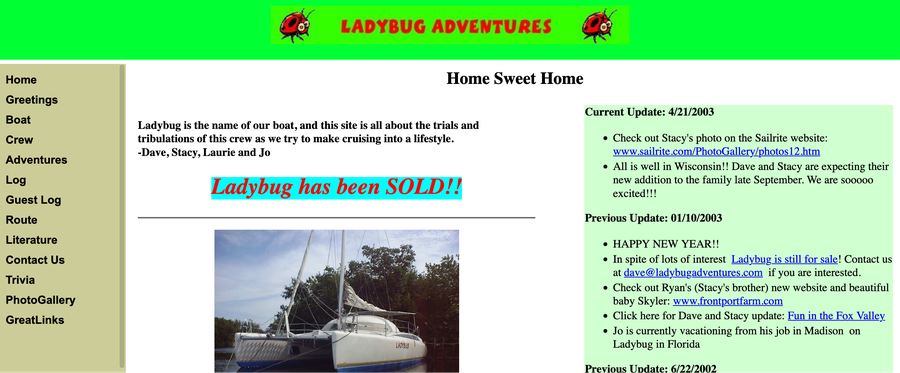 LADYBUG ADVENTURES
Home
Greetings
Boat
Crew
Adventures
Log
Guest Log
Route
Literature
Contact Us
Trivia
PhotoGallery
GreatLinks
Home Sweet Home
Ladybug is the name of our boat, and this site is all about the trials and
tribulations of this crew as we try to make cruising into a lifestyle.
-Dave, Stacy, Laurie and Jo
Ladybug has been SOLD!!
LADYBUG
Current Update: 4/21/2003
Check out Stacy's photo on the Sailrite website:
www.sailrite.com/PhotoGallery/photos12.htm
All is well in Wisconsin!! Dave and Stacy are expecting their
new addition to the family late September. We are sooooo
excited!!!
Previous Update: 01/10/2003
HAPPY NEW YEAR!!
In spite of lots of interest Ladybug is still for sale! Contact us
at dave@ladybugadventures.com if you are interested.
Check out Ryan's (Stacy's brother) new website and beautiful
baby Skyler: www.frontportfarm.com
Click here for Dave and Stacy update: Fun in the Fox Valley
Jo is currently vacationing from his job in Madison on
Ladybug in Florida
Previous Update: 6/22/2002